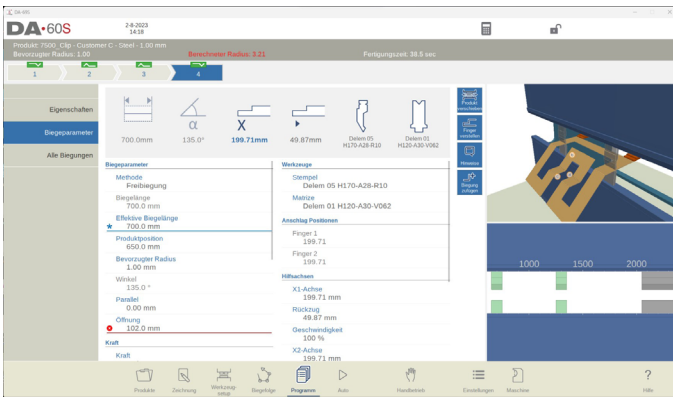 DA-60S
DA•60S
2-8-2023
14:18
Produkt: 7500_Clip - Customer C - Steel - 1.00 mm
Bevorzugter Radius: 1.00
Berechneter Radius: 0.21
Fertigungszeit: 38.5 sec
1
2
3
4
Eigenschaften
Biegeparameter
Alle Biegungen
700.0mm
α
135.0°
X
199.71mm
49.87mm
Delem 05
H170-A28-R10
Delem 01
H120-A30-V062
Biegeparameter
Methode
Freibiegung
Biegelänge
700.0 mm
Effektive Biegelänge
700.0 mm
Produktposition
650.0 mm
Bevorzugter Radius
1.00 mm
Winkel
135.0 °
Parallel
0.00 mm
Öffnung
102.0 mm
Kraft
Kraft
Werkzeuge
Stempel
Delem 05 H170-A28-R10
Matrize
Delem 01 H120-A30-V062
Anschlag Positionen
Finger 1
199.71
Finger 2
199.71
Hilfsachsen
X1-Achse
199.71 mm
Rückzug
49.87 mm
Geschwindigkeit
100 %
X2-Achse
199.71 mm
Produkt
verschieben
Finger
verstellen
Hinweise
Biegung
zufügen
1000
1500
2000
Produkte
Zeichnung
Werkzeug-
setup
Biegefolge
Programm
Auto
Handbetrieb
Einstellungen
Maschine
?
Hilfe